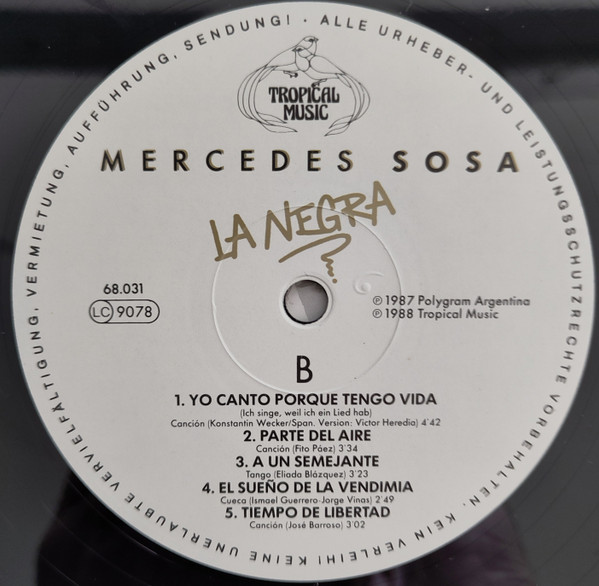 TROPICAL
MUSIC
MERCEDES SOSA
LA NEGRA
68.031
LC 9078
℗ 1987 Polygram Argentina
℗ 1988 Tropical Music
B
1. YO CANTO PORQUE TENGO VIDA
(Ich singe, weil ich ein Lied hab)
Canción (Konstantin Wecker/Span. Version: Victor Heredia) 4'42
2. PARTE DEL AIRE
Canción (Fito Páez) 3'34
3. A UN SEMEJANTE
Tango (Eliada Blázquez) 3'23
4. EL SUEÑO DE LA VENDIMIA
Cueca (Ismael Guerrero-Jorge Vinas) 2'49
5. TIEMPO DE LIBERTAD
Canción (José Barroso) 3'02
ALLE URHEBER- UND LEISTUNGSSCHUTZRECHTE VORBEHALTEN. KEIN VERLEIH! KEINE UNERLAUBTE VERVIELFÄLTIGUNG, VERMIETUNG, AUFFÜHRUNG, SENDUNG! ·